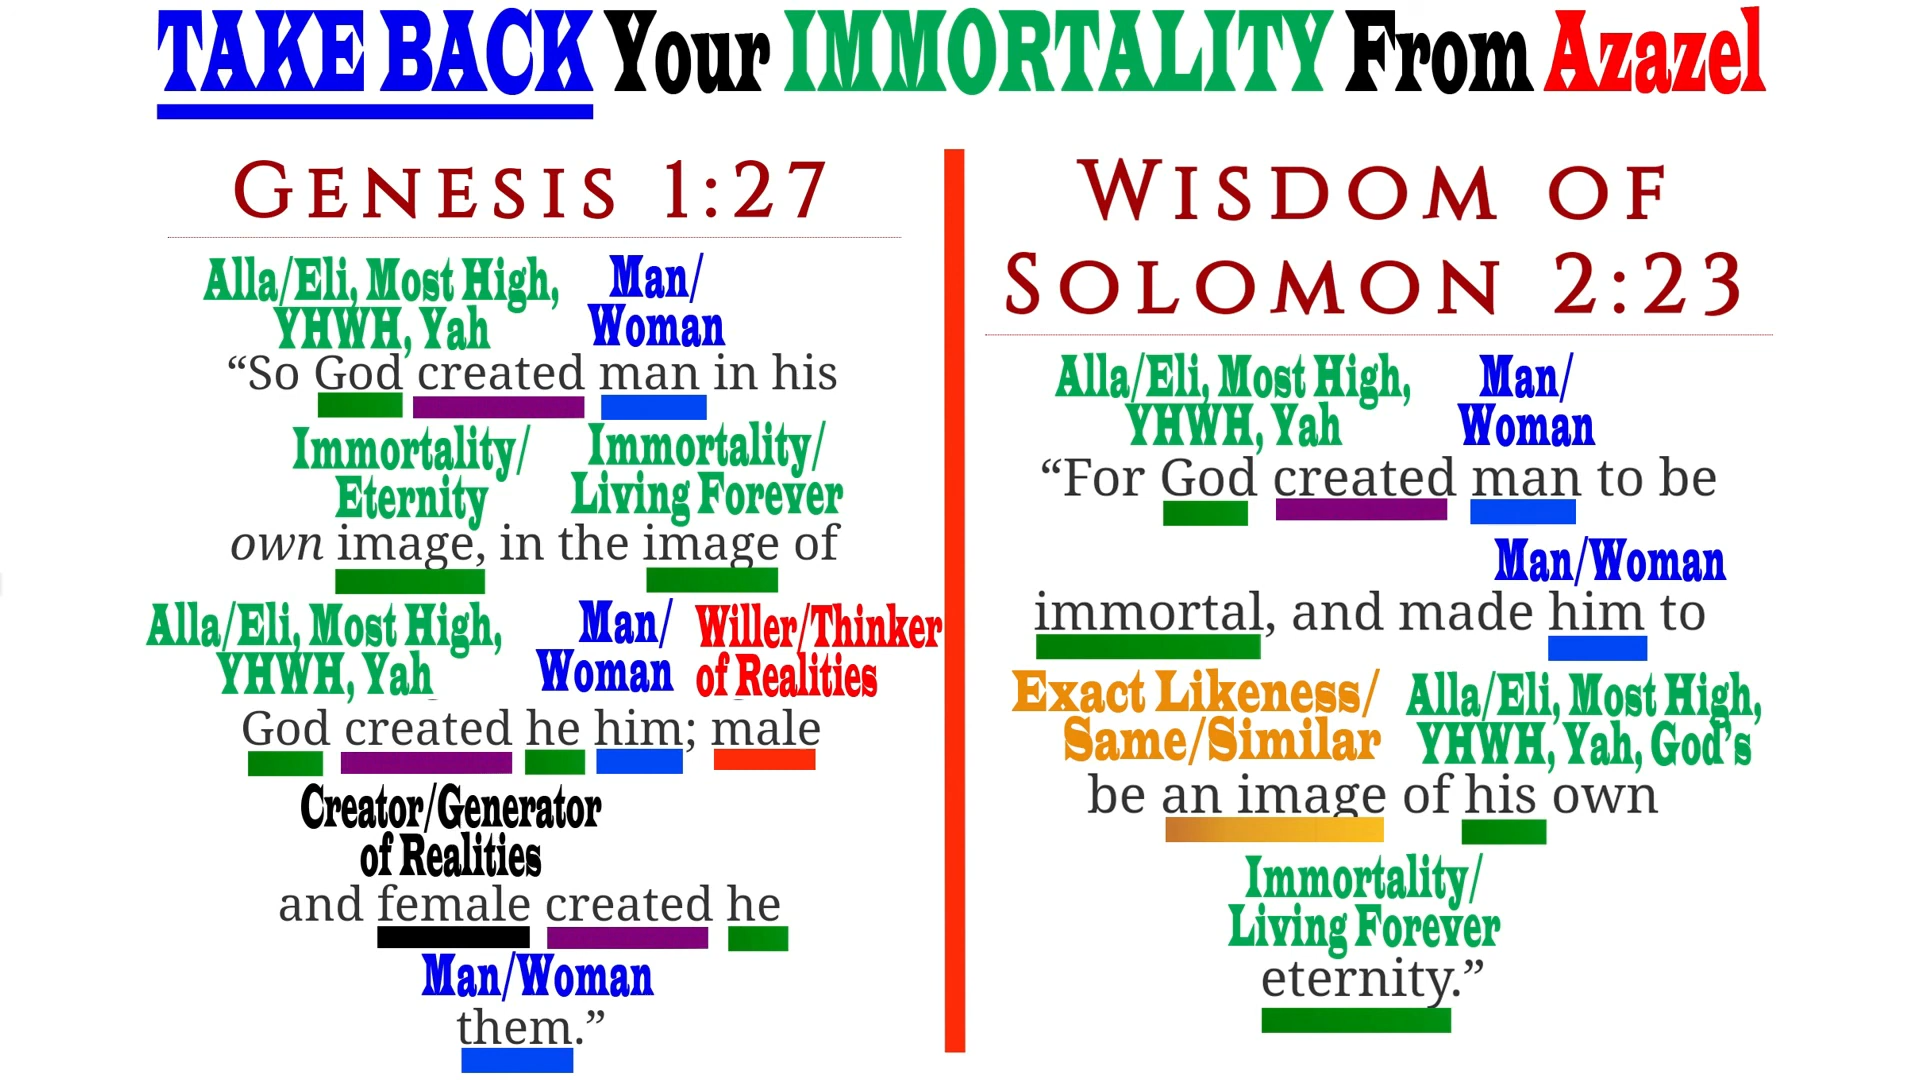 TAKE BACK Your IMMORTALITY From Azazel
GENESIS 1:27
Alla/Eli, Most High,
YHWH, Yah
Man/
Woman
“So God created man in his
Immortality/
Eternity
Immortality/
Living Forever
own image, in the image of
Alla/Eli, Most High,
YHWH, Yah
Man/
Woman
Willer/Thinker
of Realities
God created he him; male
Creator/Generator
of Realities
and female created he
Man/Woman
them.”
WISDOM OF
SOLOMON 2:23
Alla/Eli, Most High,
YHWH, Yah
Man/
Woman
“For God created man to be
Man/Woman
immortal, and made him to
Exact Likeness/
Same/Similar
Alla/Eli, Most High,
YHWH, Yah, God’s
be an image of his own
Immortality/
Living Forever
eternity.”